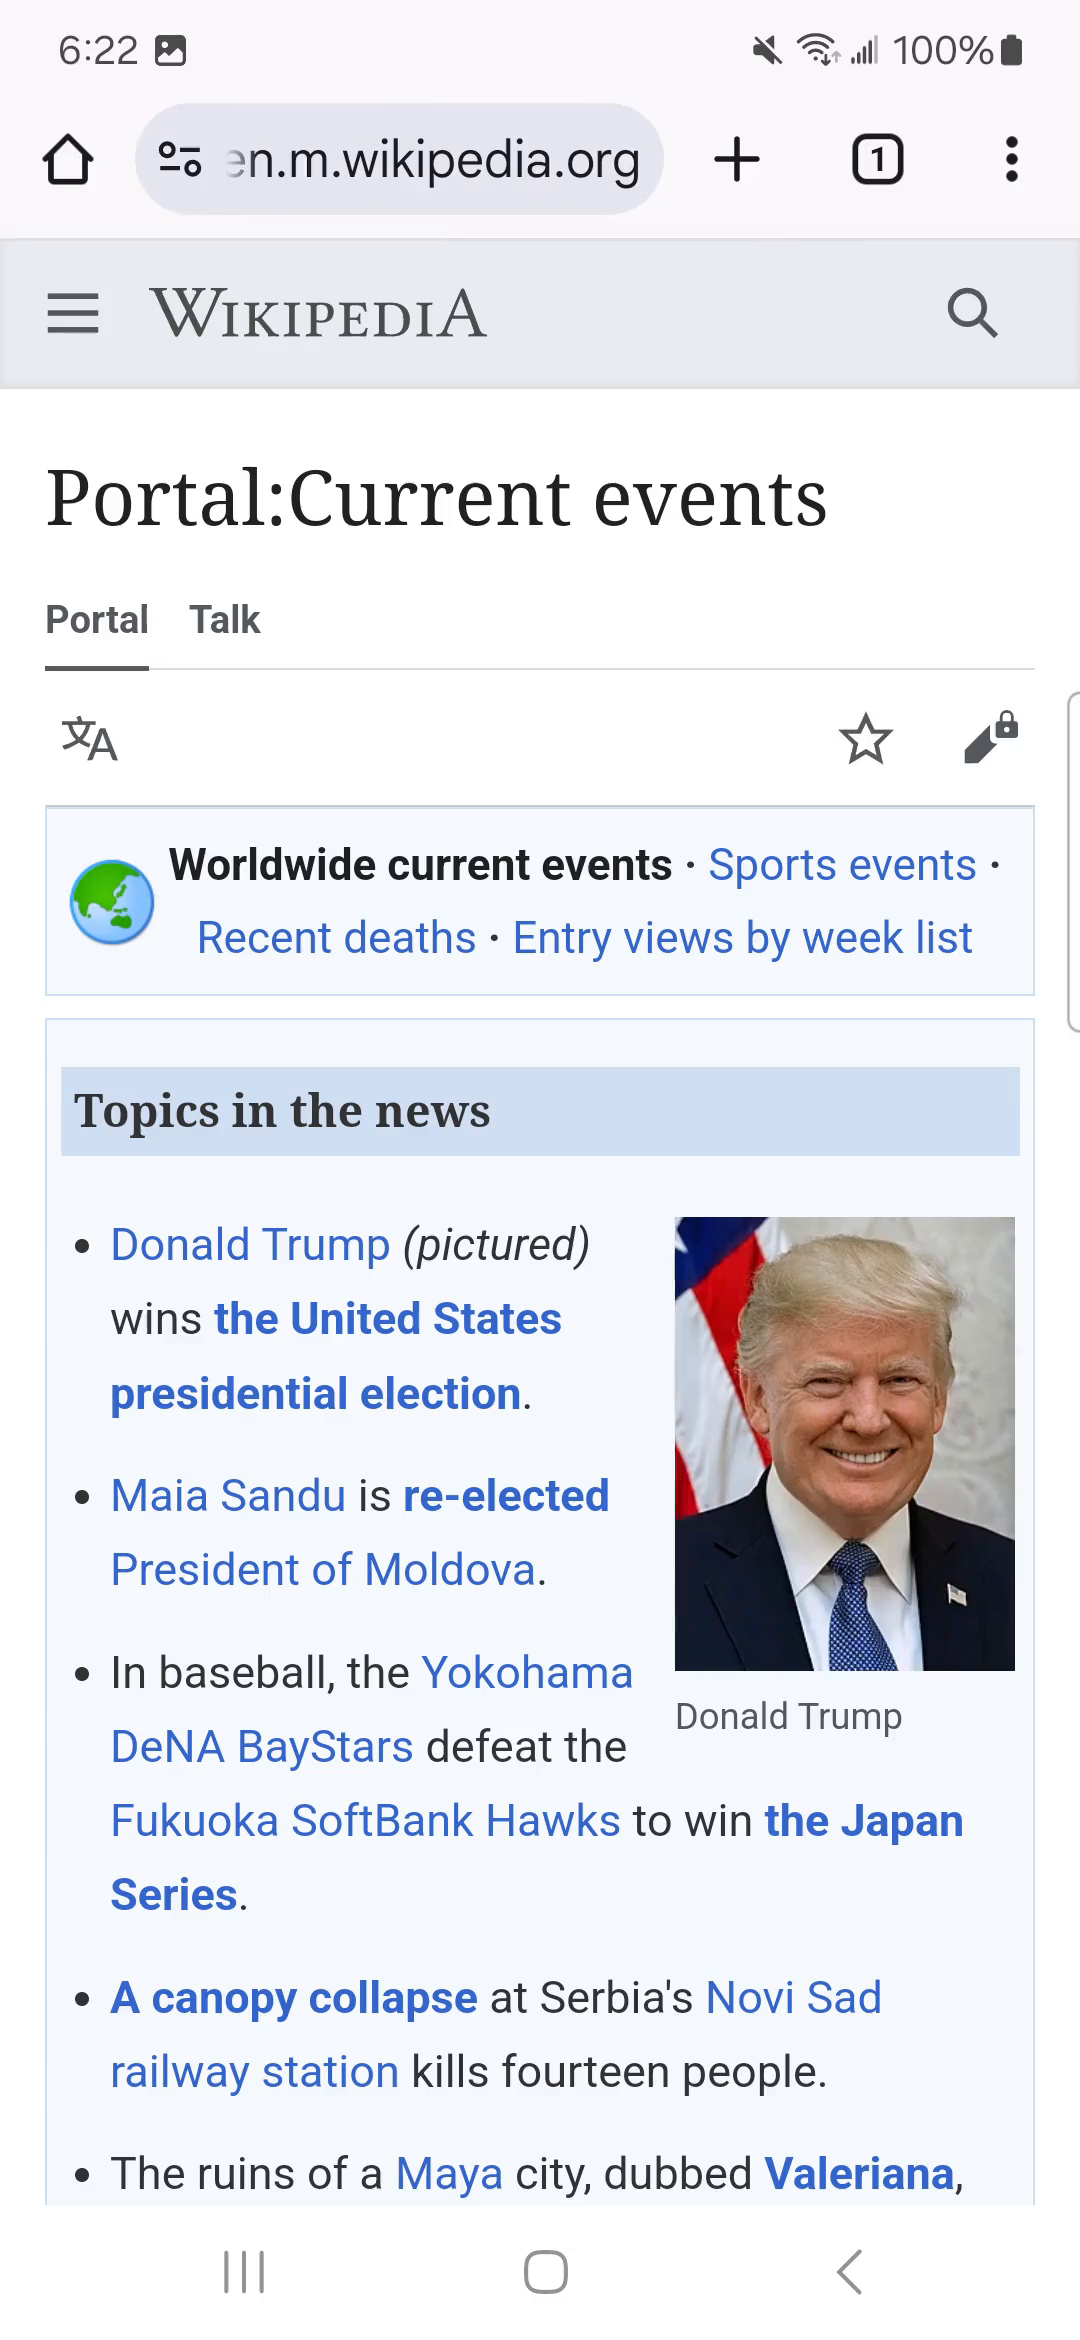 6:22
100%
en.m.wikipedia.org
1
WIKIPEDIA
Portal:Current events
Portal Talk
文A
Worldwide current events · Sports events ·
Recent deaths · Entry views by week list
Topics in the news
• Donald Trump (pictured)
wins the United States
presidential election.
• Maia Sandu is re-elected
President of Moldova.
• In baseball, the Yokohama
DeNA BayStars defeat the
Donald Trump
Fukuoka SoftBank Hawks to win the Japan
Series.
• A canopy collapse at Serbia's Novi Sad
railway station kills fourteen people.
• The ruins of a Maya city, dubbed Valeriana,